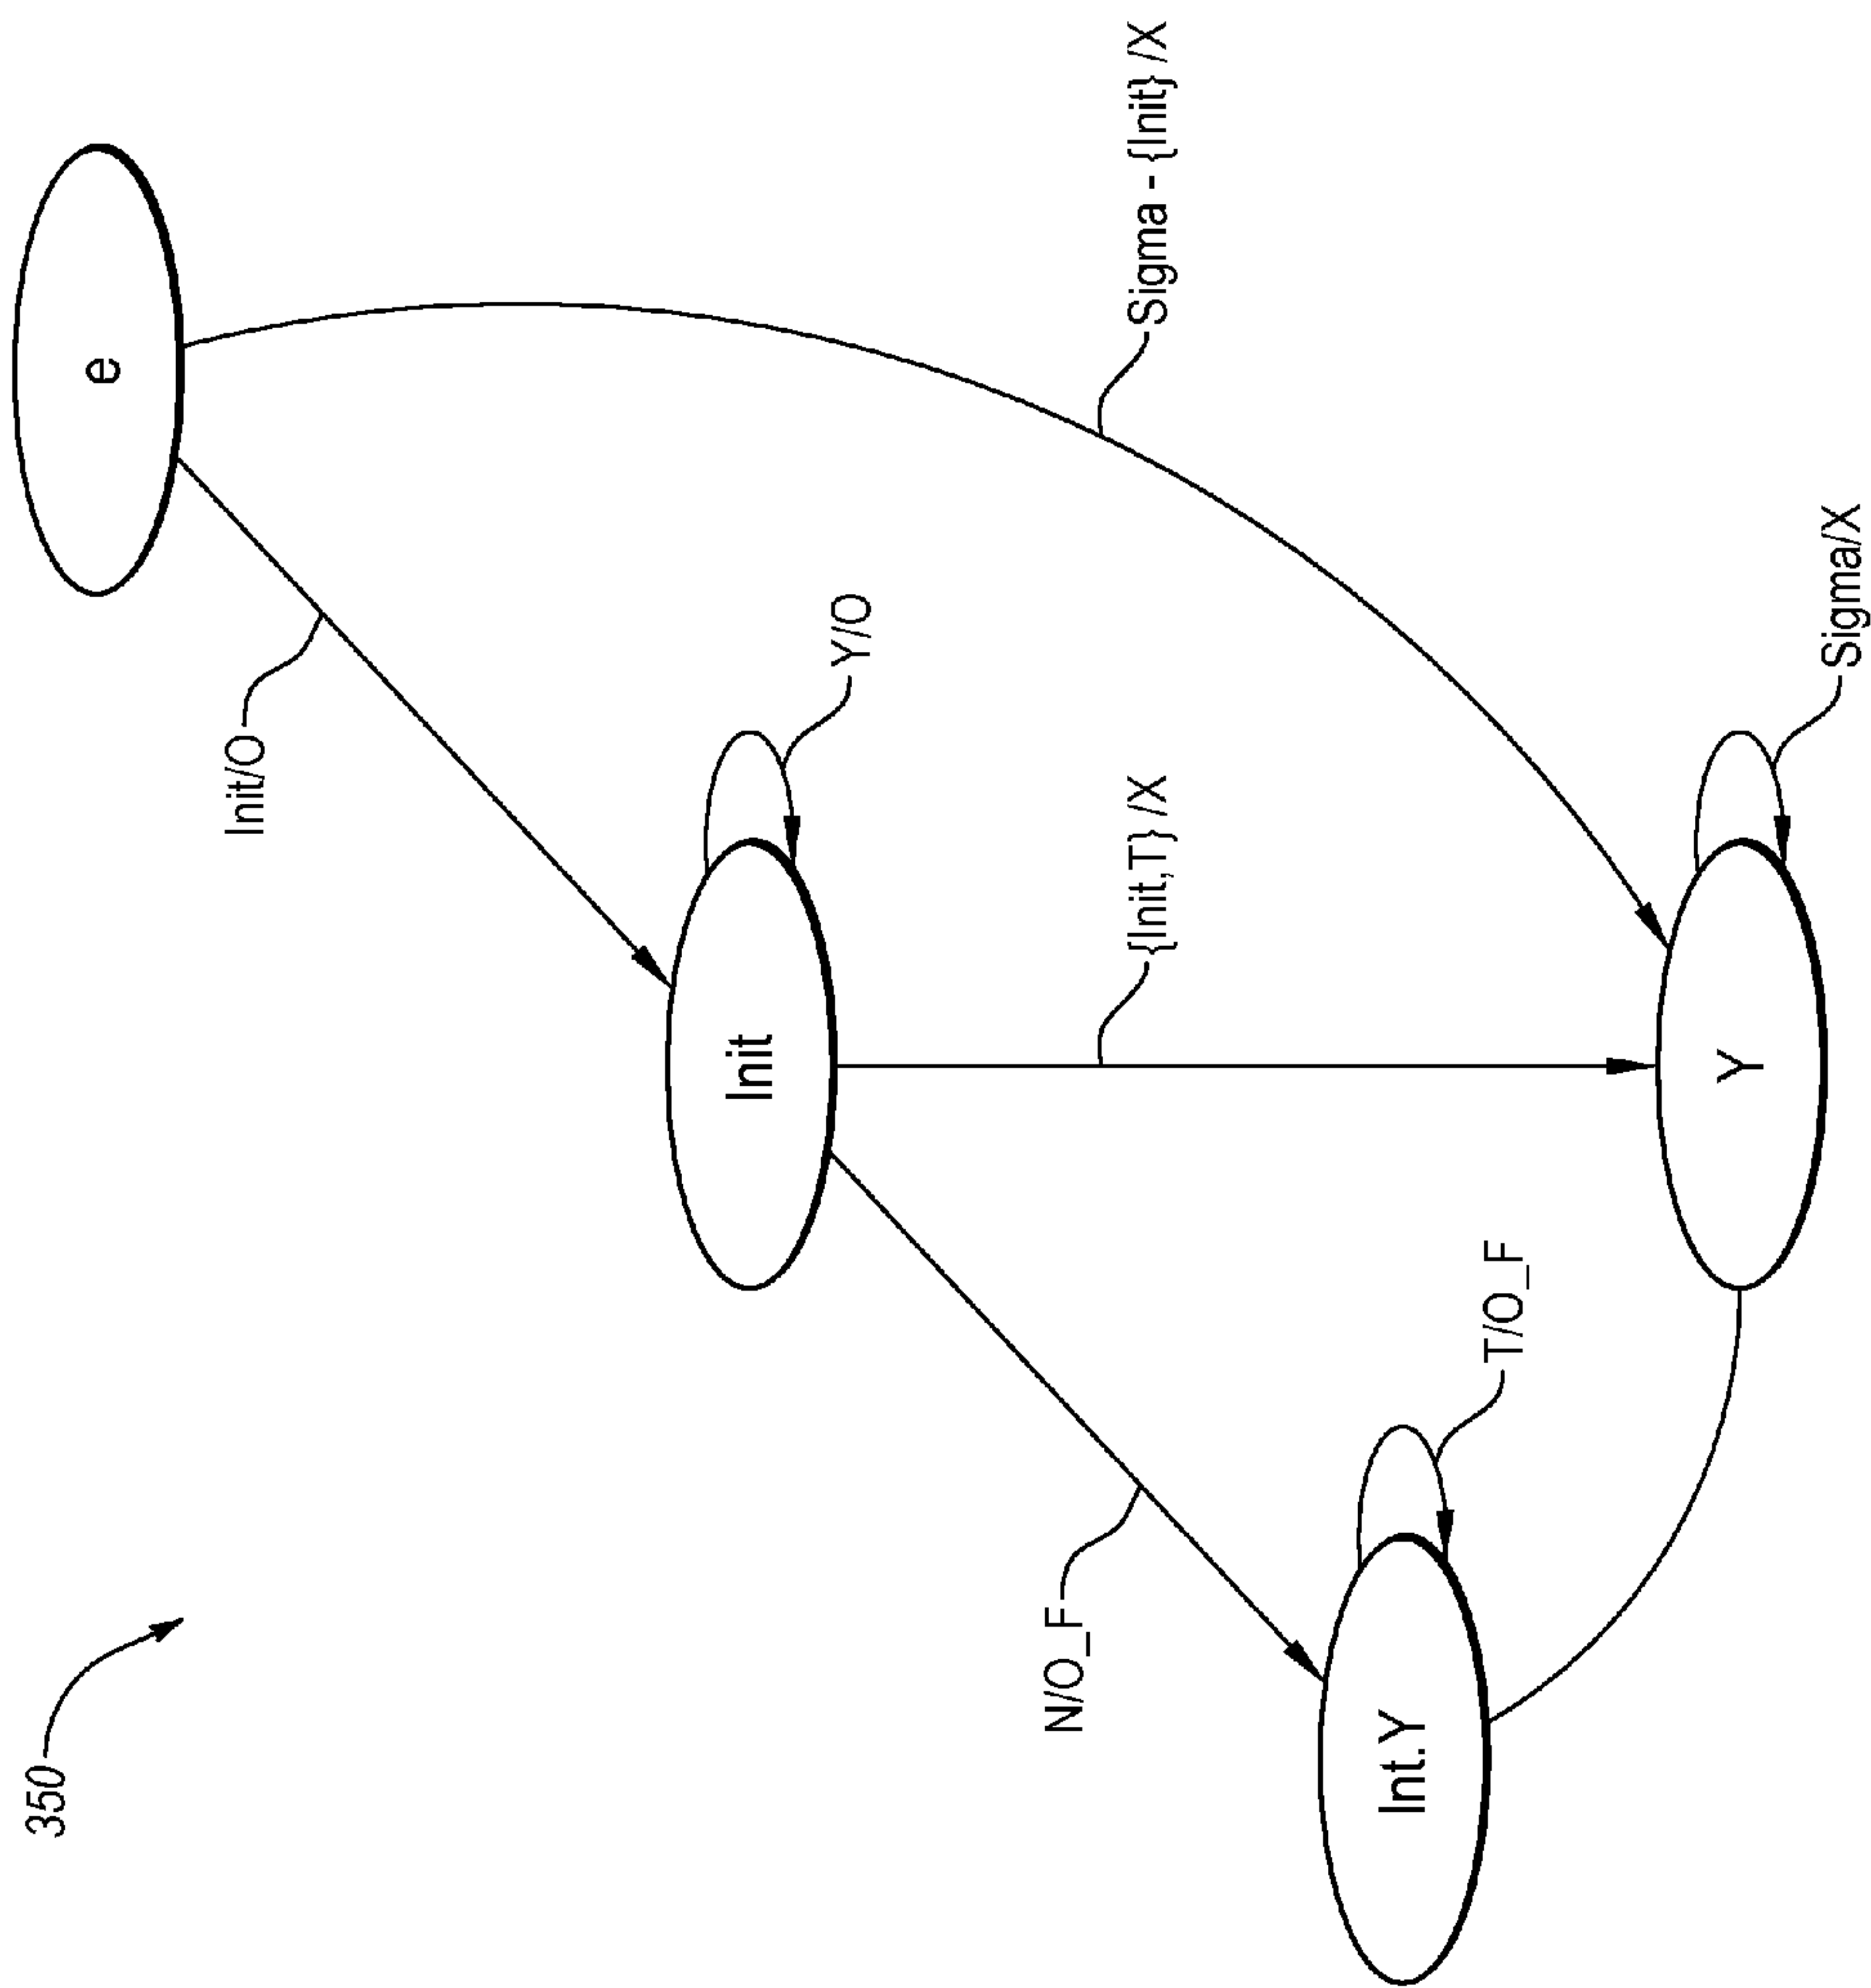 350
e
Init/O
Sigma - {Init} /X
Init
Y/O
{Init,T} /X
N/O_F
Int.Y
T/O_F
Y
Sigma/X